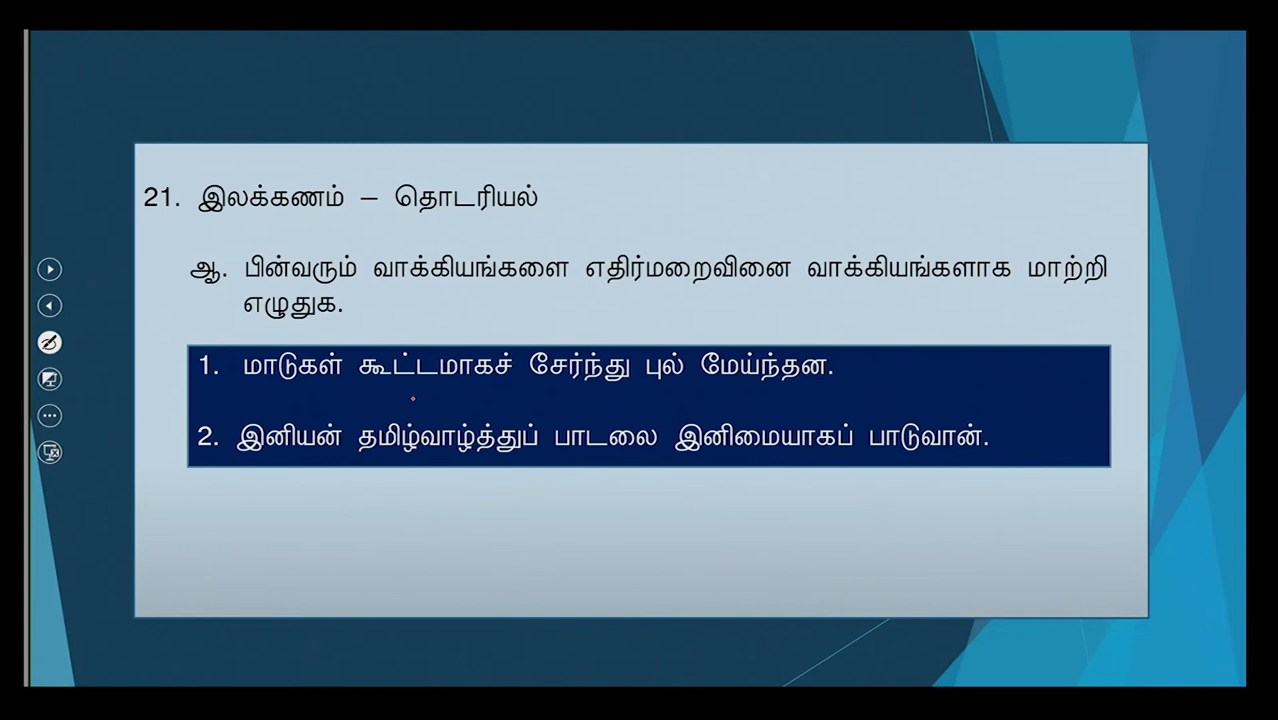 21. இலக்கணம் – தொடரியல்
ஆ. பின்வரும் வாக்கியங்களை எதிர்மறைவினை வாக்கியங்களாக மாற்றி
எழுதுக.
1. மாடுகள் கூட்டமாகச் சேர்ந்து புல் மேய்ந்தன.
2. இனியன் தமிழ்வாழ்த்துப் பாடலை இனிமையாகப் பாடுவான்.